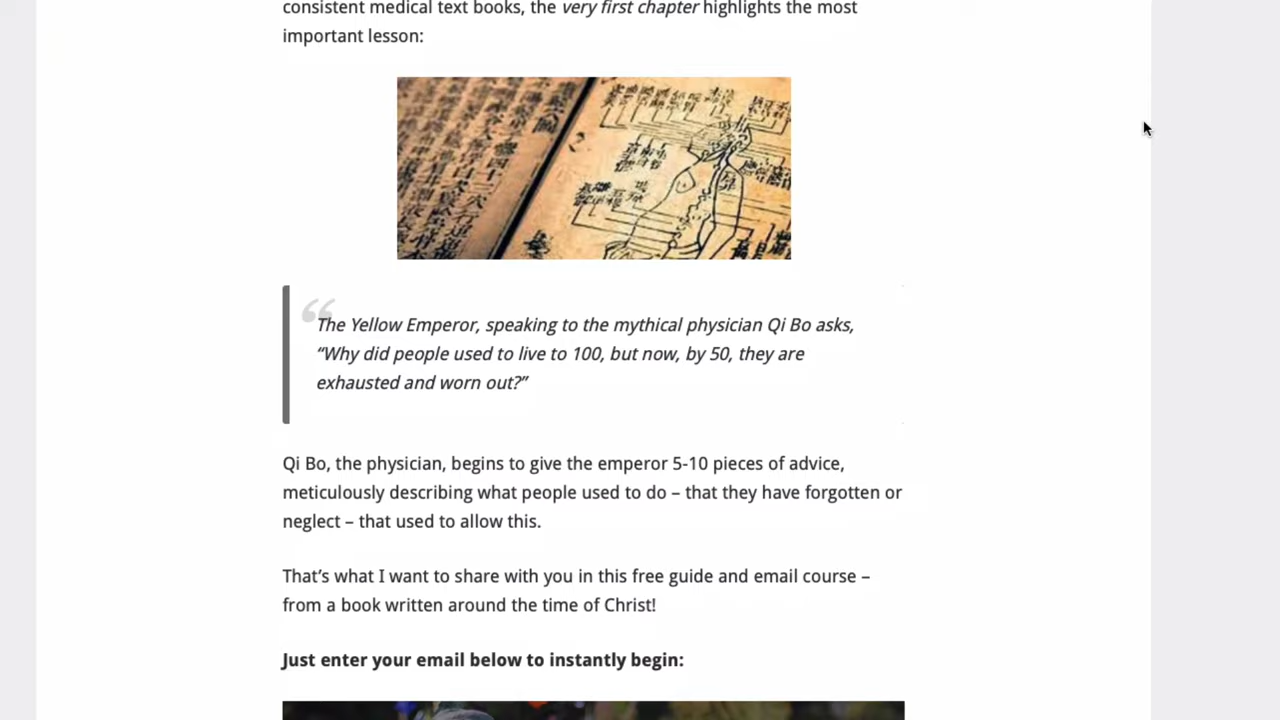 consistent medical text books, the very first chapter highlights the most
important lesson:
The Yellow Emperor, speaking to the mythical physician Qi Bo asks,
“Why did people used to live to 100, but now, by 50, they are
exhausted and worn out?”
Qi Bo, the physician, begins to give the emperor 5-10 pieces of advice,
meticulously describing what people used to do – that they have forgotten or
neglect – that used to allow this.
That’s what I want to share with you in this free guide and email course –
from a book written around the time of Christ!
Just enter your email below to instantly begin: